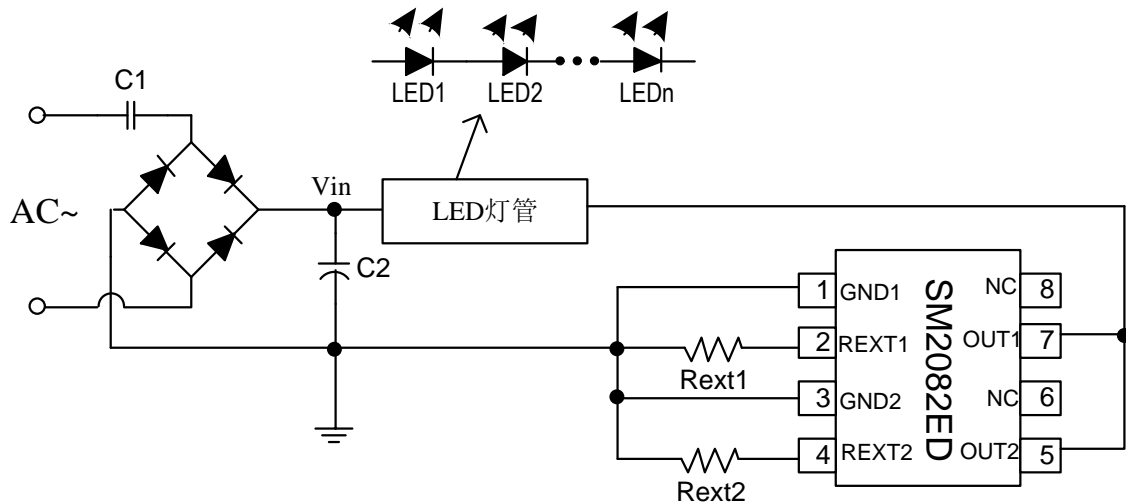 C1
LED1
LED2
LEDn
AC~
Vin
LED灯管
C2
SM2082ED
1
GND1
NC
8
2
REXT1
OUT1
7
Rext1
3
GND2
NC
6
4
REXT2
OUT2
5
Rext2